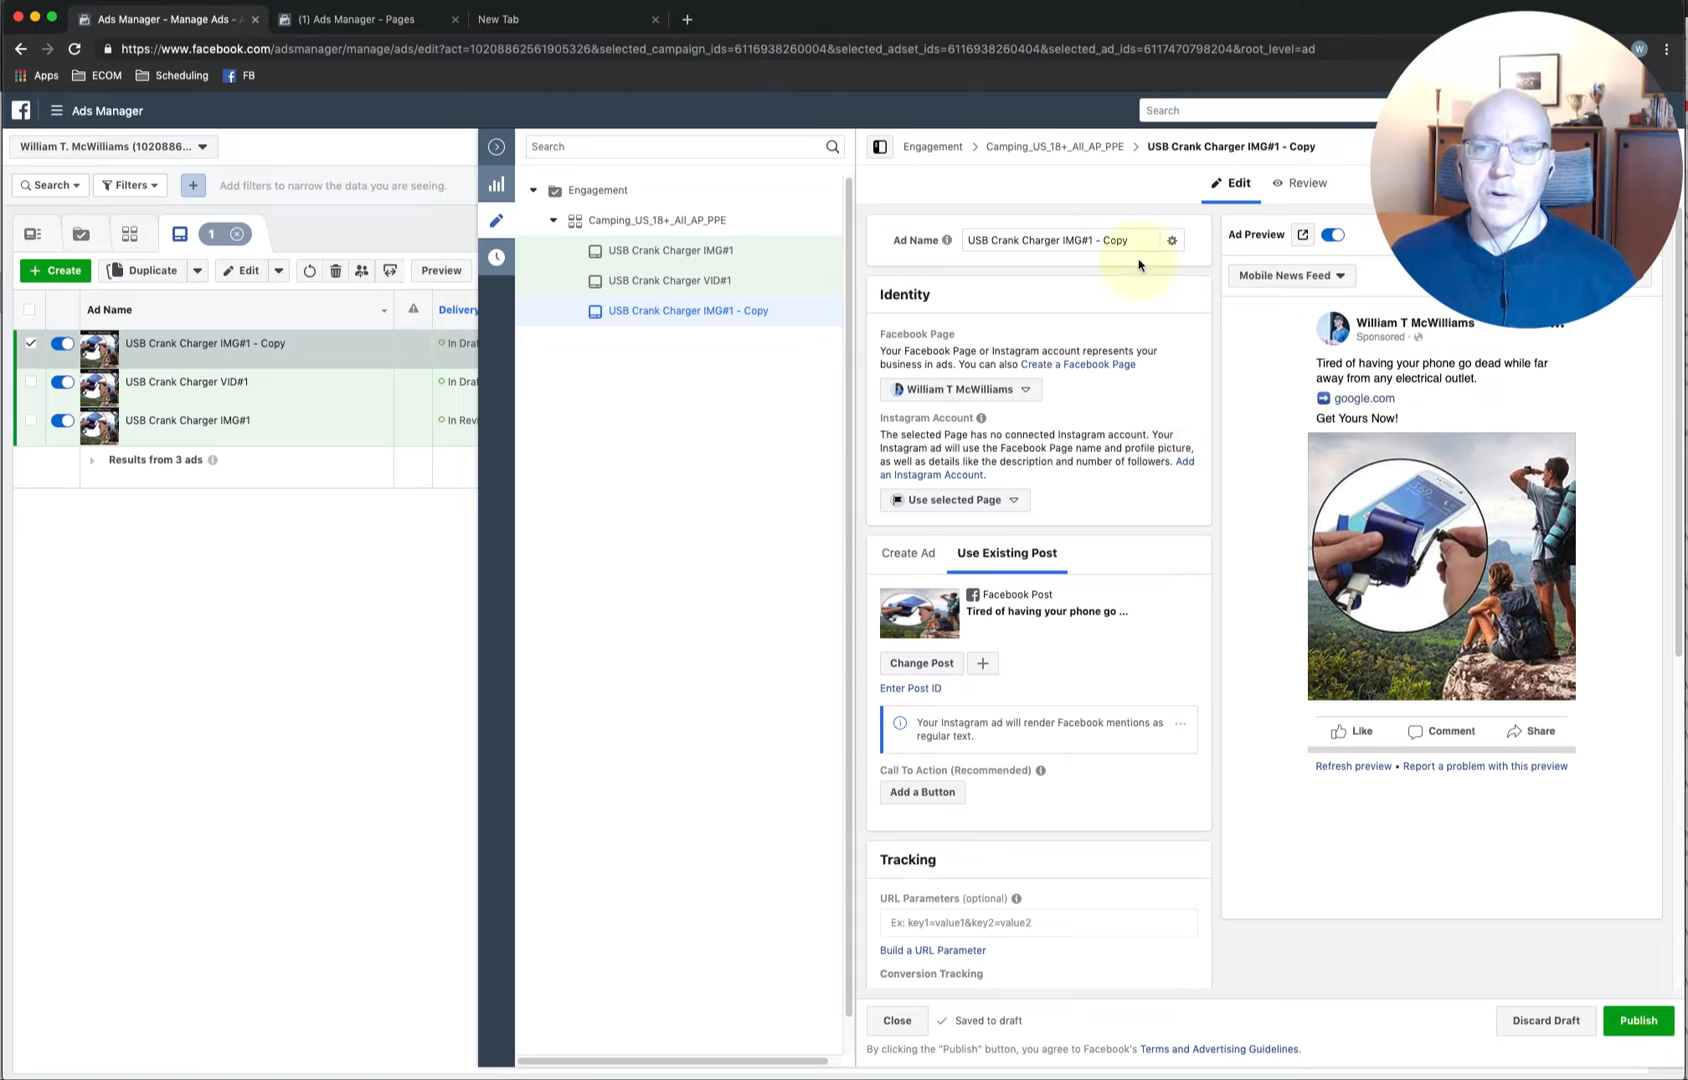 Ads Manager - Manage Ads -
(1) Ads Manager - Pages
New Tab
https://www.facebook.com/adsmanager/manage/ads/edit?act=10208862561905326&selected_campaign_ids=6116938260004&selected_adset_ids=6116938260404&selected_ad_ids=6117470798204&root_level=ad
W
Apps
ECOM
Scheduling
FB
Ads Manager
Search
William T. McWilliams (1020886...
Search
Filters
Add filters to narrow the data you are seeing.
1
Create
Duplicate
Edit
Preview
Ad Name
Delivery
USB Crank Charger IMG#1 - Copy
In Dra
USB Crank Charger VID#1
In Dra
USB Crank Charger IMG#1
In Rev
Results from 3 ads
Search
Engagement
Camping_US_18+_All_AP_PPE
USB Crank Charger IMG#1
USB Crank Charger VID#1
USB Crank Charger IMG#1 - Copy
Engagement > Camping_US_18+_All_AP_PPE > USB Crank Charger IMG#1 - Copy
Edit
Review
Ad Name
USB Crank Charger IMG#1 - Copy
Identity
Facebook Page
Your Facebook Page or Instagram account represents your
business in ads. You can also Create a Facebook Page
William T McWilliams
Instagram Account
The selected Page has no connected Instagram account. Your
Instagram ad will use the Facebook Page name and profile picture,
as well as details like the description and number of followers. Add
an Instagram Account.
Use selected Page
Create Ad
Use Existing Post
Facebook Post
Tired of having your phone go ...
Change Post
Enter Post ID
Your Instagram ad will render Facebook mentions as
regular text.
Call To Action (Recommended)
Add a Button
Tracking
URL Parameters (optional)
Ex: key1=value1&key2=value2
Build a URL Parameter
Conversion Tracking
Close
Saved to draft
Discard Draft
Publish
By clicking the "Publish" button, you agree to Facebook's Terms and Advertising Guidelines.
Ad Preview
Mobile News Feed
William T McWilliams
Sponsored ·
Tired of having your phone go dead while far
away from any electrical outlet.
google.com
Get Yours Now!
3:59
Like
Comment
Share
Refresh preview • Report a problem with this preview